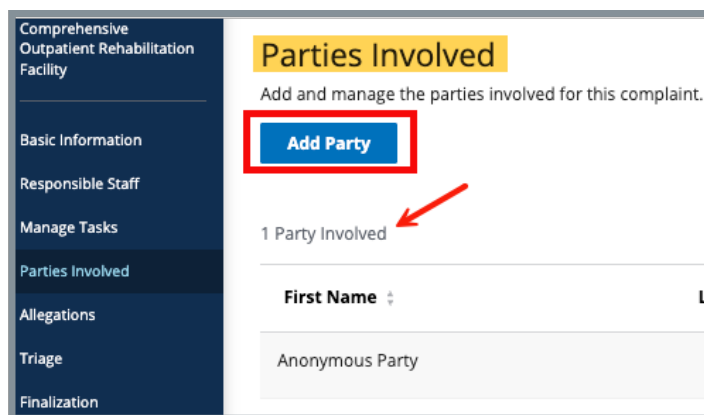 Comprehensive
Outpatient Rehabilitation
Facility
Basic Information
Responsible Staff
Manage Tasks
Parties Involved
Allegations
Triage
Finalization
Parties Involved
Add and manage the parties involved for this complaint.
Add Party
1 Party Involved
First Name
Anonymous Party